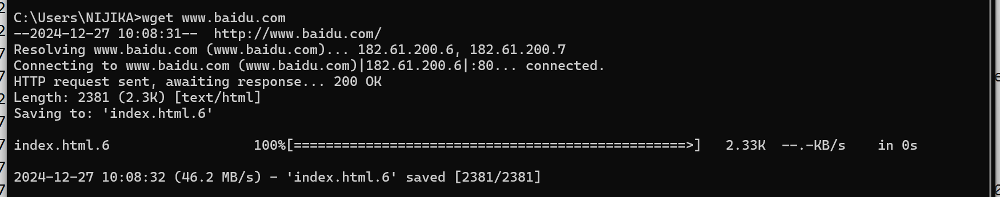 C:\Users\NIJIKA>wget www.baidu.com
--2024-12-27 10:08:31--  http://www.baidu.com/
Resolving www.baidu.com (www.baidu.com)... 182.61.200.6, 182.61.200.7
Connecting to www.baidu.com (www.baidu.com)|182.61.200.6|:80... connected.
HTTP request sent, awaiting response... 200 OK
Length: 2381 (2.3K) [text/html]
Saving to: 'index.html.6'
index.html.6                  100%[=================================================>]   2.33K  --.-KB/s    in 0s
2024-12-27 10:08:32 (46.2 MB/s) - 'index.html.6' saved [2381/2381]